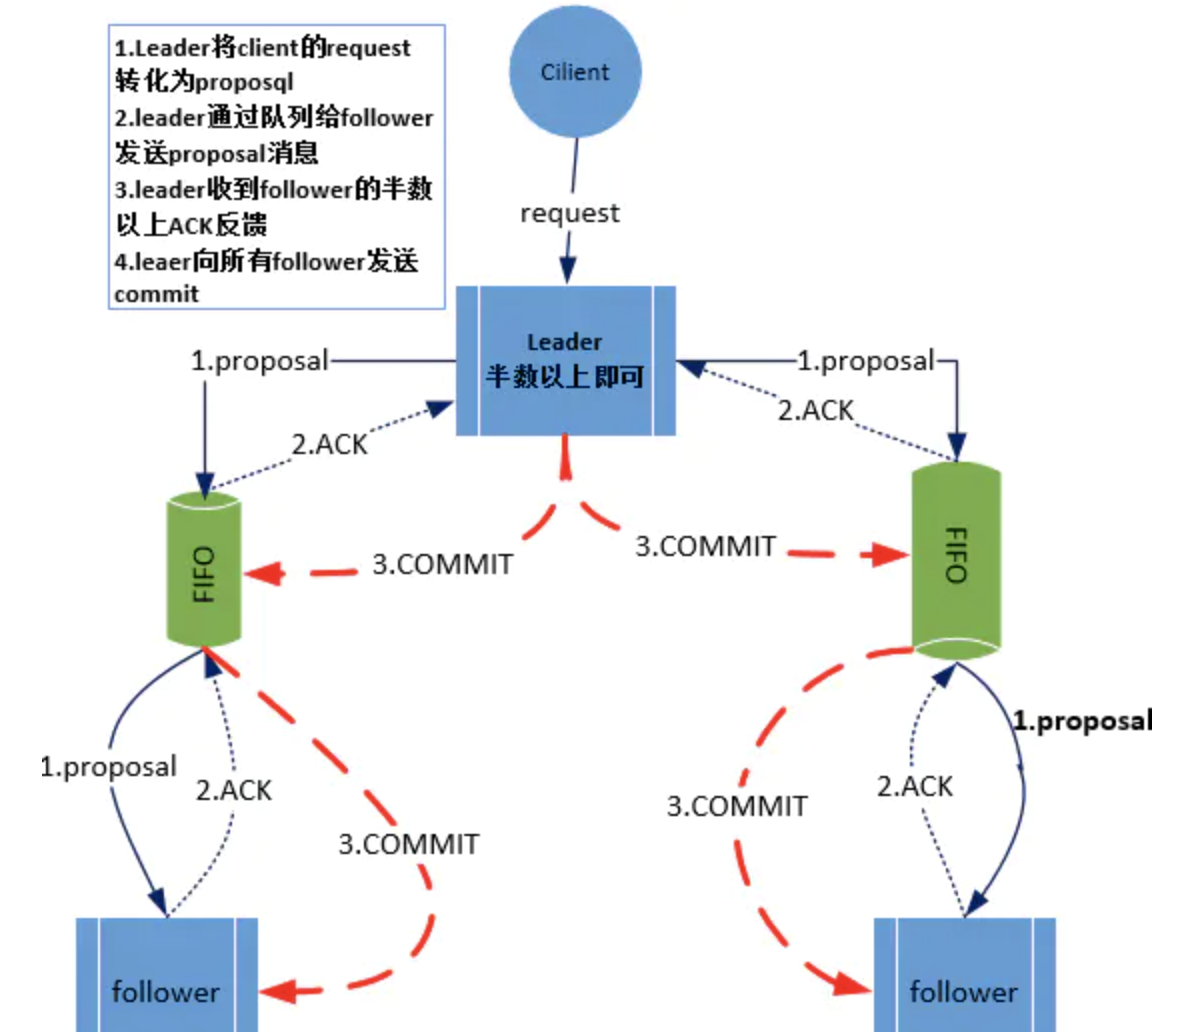 1.Leader将client的request
转化为proposql
2.leader通过队列给follower
发送proposal消息
3.leader收到follower的半数
以上ACK反馈
4.leaer向所有follower发送
commit
Cilient
request
Leader
半数以上即可
1.proposal
1.proposal
2.ACK
2.ACK
FIFO
FIFO
3.COMMIT
3.COMMIT
1.proposal
1.proposal
2.ACK
2.ACK
3.COMMIT
3.COMMIT
follower
follower